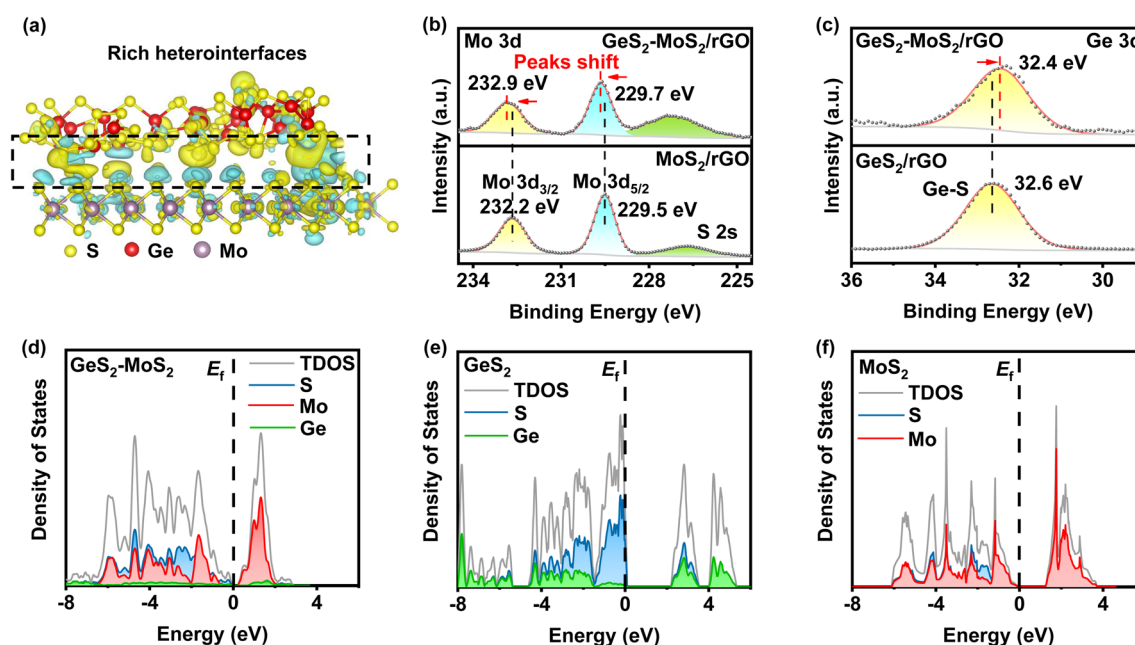 (a)
Rich heterointerfaces
S Ge Mo
(b)
Mo 3d GeS₂-MoS₂/rGO
Peaks shift
232.9 eV
229.7 eV
MoS₂/rGO
Mo 3d₃/₂ Mo 3d₅/₂
232.2 eV 229.5 eV
S 2s
Intensity (a.u.)
234 231 228 225
Binding Energy (eV)
(c)
GeS₂-MoS₂/rGO Ge 3d
32.4 eV
GeS₂/rGO
Ge-S 32.6 eV
Intensity (a.u.)
36 34 32 30
Binding Energy (eV)
(d)
GeS₂-MoS₂ E_f
TDOS
S
Mo
Ge
Density of States
-8 -4 0 4
Energy (eV)
(e)
GeS₂ E_f
TDOS
S
Ge
Density of States
-8 -4 0 4
Energy (eV)
(f)
MoS₂ E_f
TDOS
S
Mo
Density of States
-8 -4 0 4
Energy (eV)